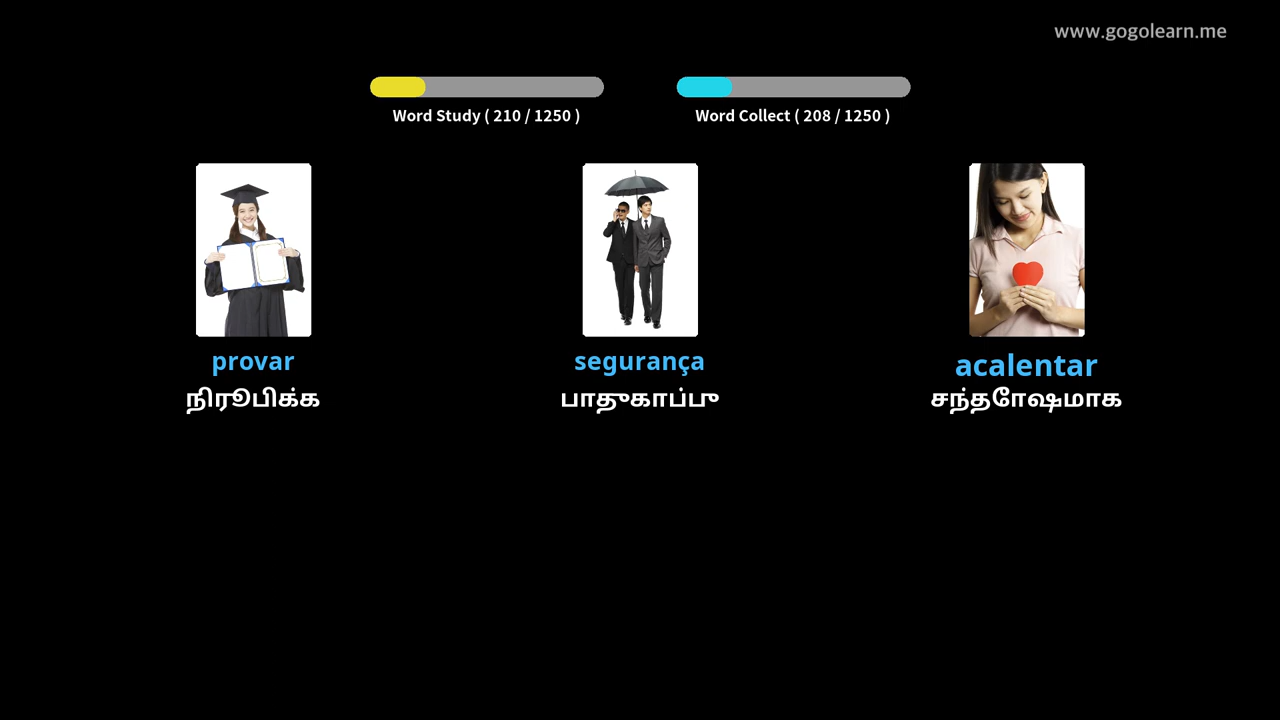 www.gogolearn.me
Word Study ( 210 / 1250 )
Word Collect ( 208 / 1250 )
provar
segurança
acalentar
நிரூபிக்க
பாதுகாப்பு
சந்தோஷமாக